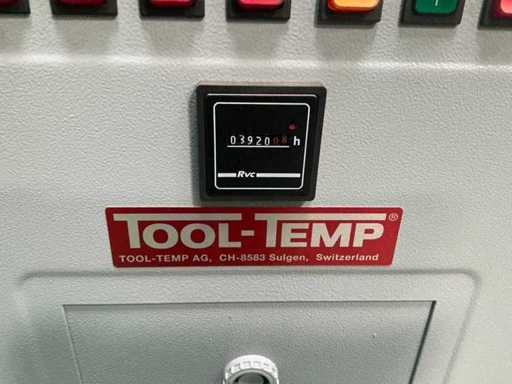 0392008 h
Rvc
TOOL-TEMP®
TOOL-TEMP AG, CH-8583 Sulgen, Switzerland